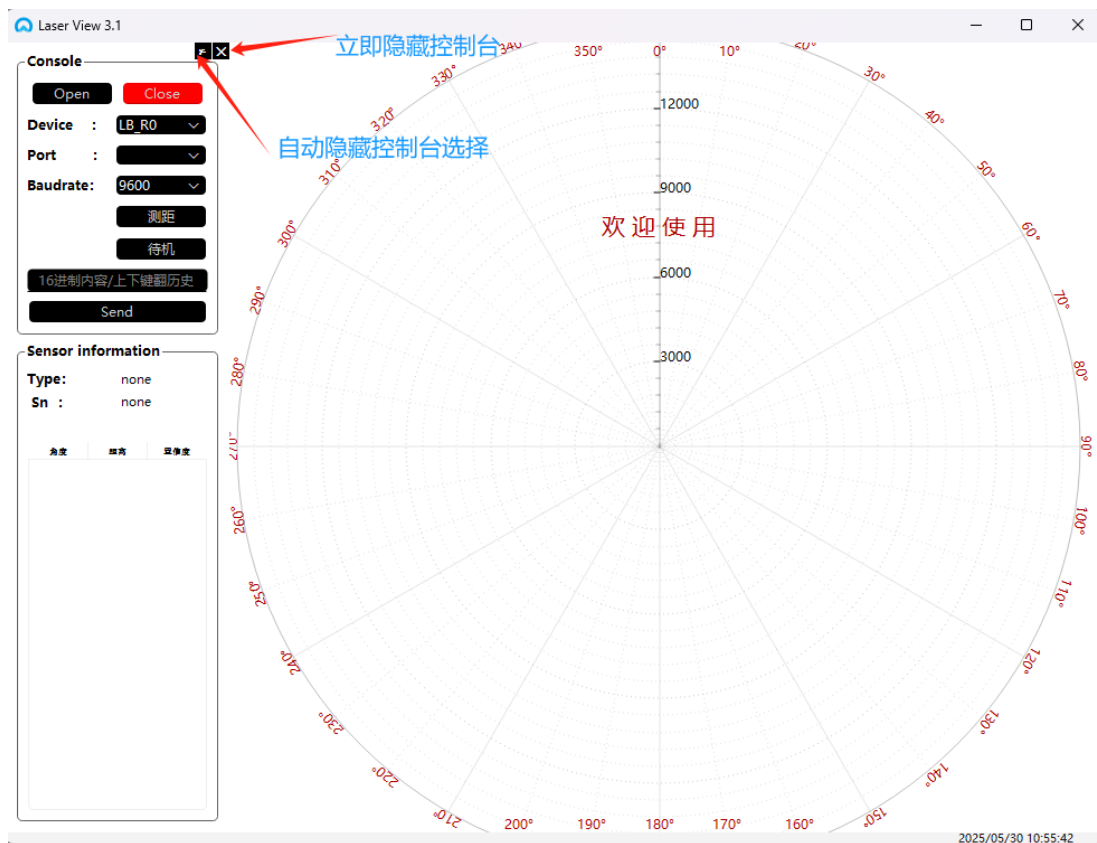 Laser View 3.1
立即隐藏控制台
自动隐藏控制台选择
Console
Open
Close
Device :
LB_R0
Port :
Baudrate:
9600
测距
待机
16进制内容/上下键翻历史
Send
Sensor information
Type: none
Sn : none
角度 距离 置信度
欢迎使用
12000
9000
6000
3000
0°
10°
20°
30°
40°
50°
60°
70°
80°
90°
100°
110°
120°
130°
140°
150°
160°
170°
180°
190°
200°
210°
220°
230°
240°
250°
260°
270°
280°
290°
300°
310°
320°
330°
340°
350°
2025/05/30 10:55:42